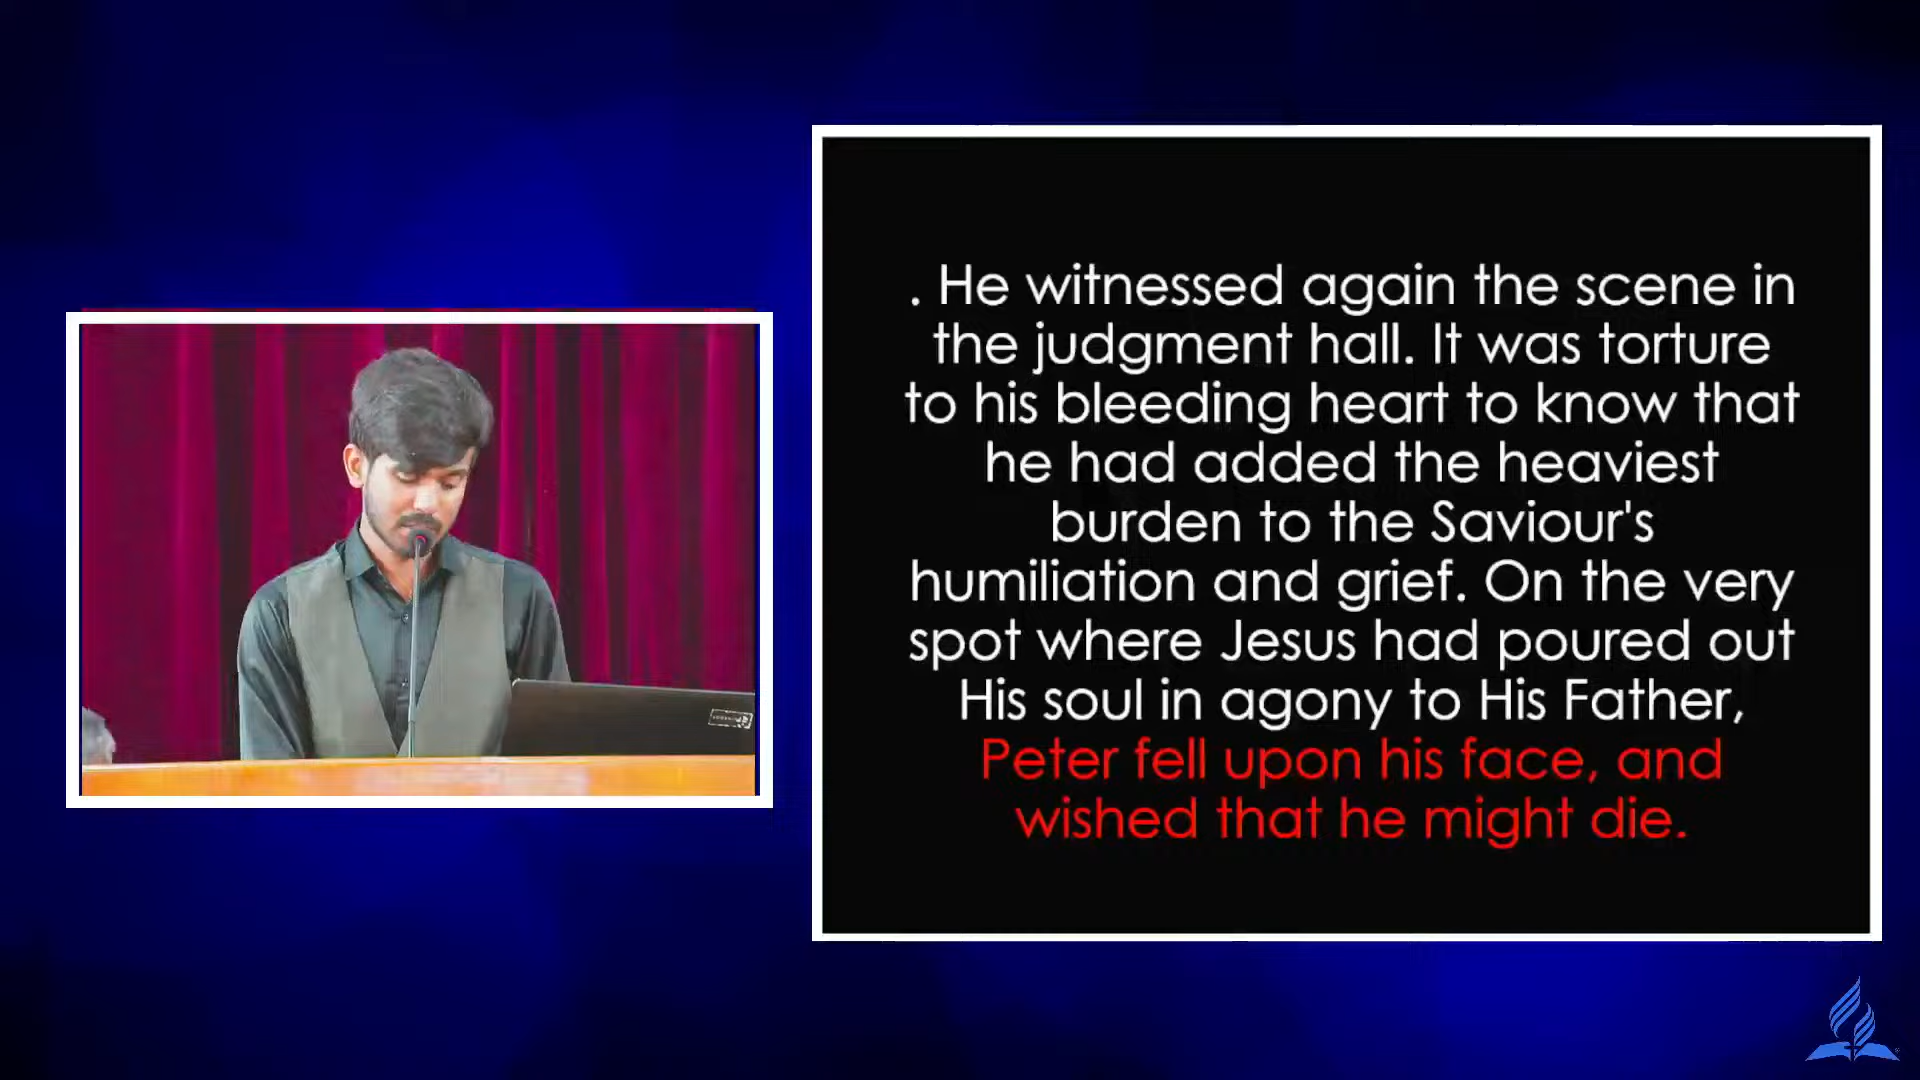 . He witnessed again the scene in
the judgment hall. It was torture
to his bleeding heart to know that
he had added the heaviest
burden to the Saviour's
humiliation and grief. On the very
spot where Jesus had poured out
His soul in agony to His Father,
Peter fell upon his face, and
wished that he might die.